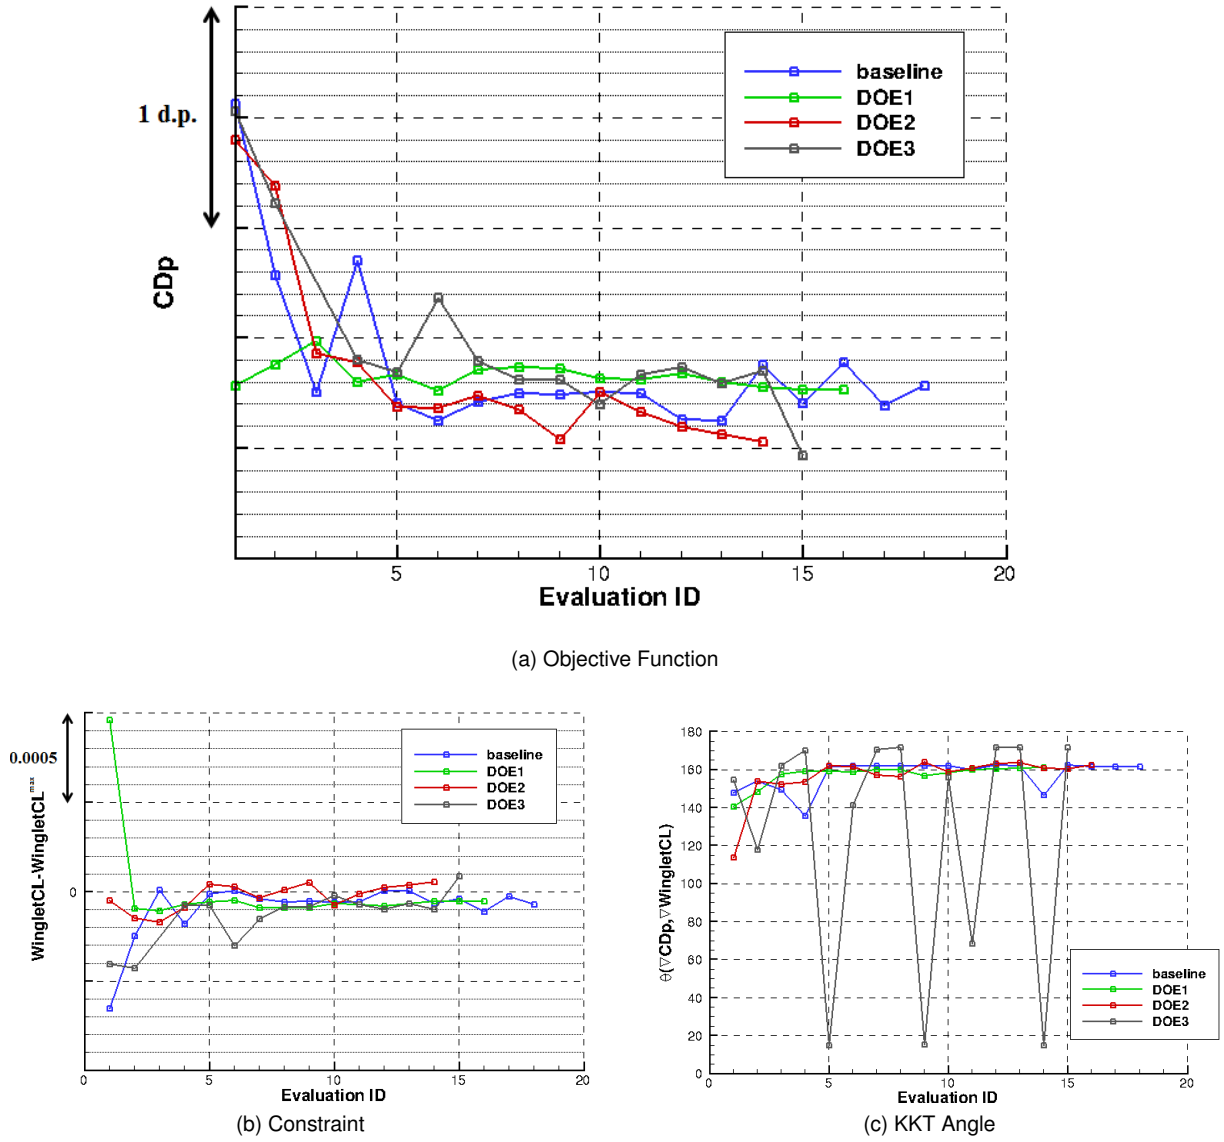 1 d.p.
CDp
baseline
DOE1
DOE2
DOE3
5
10
15
20
Evaluation ID
(a) Objective Function
0.0005
WingletCL-WingletCLᵐᵃˣ
0
baseline
DOE1
DOE2
DOE3
0
5
10
15
20
Evaluation ID
(b) Constraint
θ(▽CDp,▽WingletCL)
180
160
140
120
100
80
60
40
20
0
baseline
DOE1
DOE2
DOE3
0
5
10
15
20
Evaluation ID
(c) KKT Angle